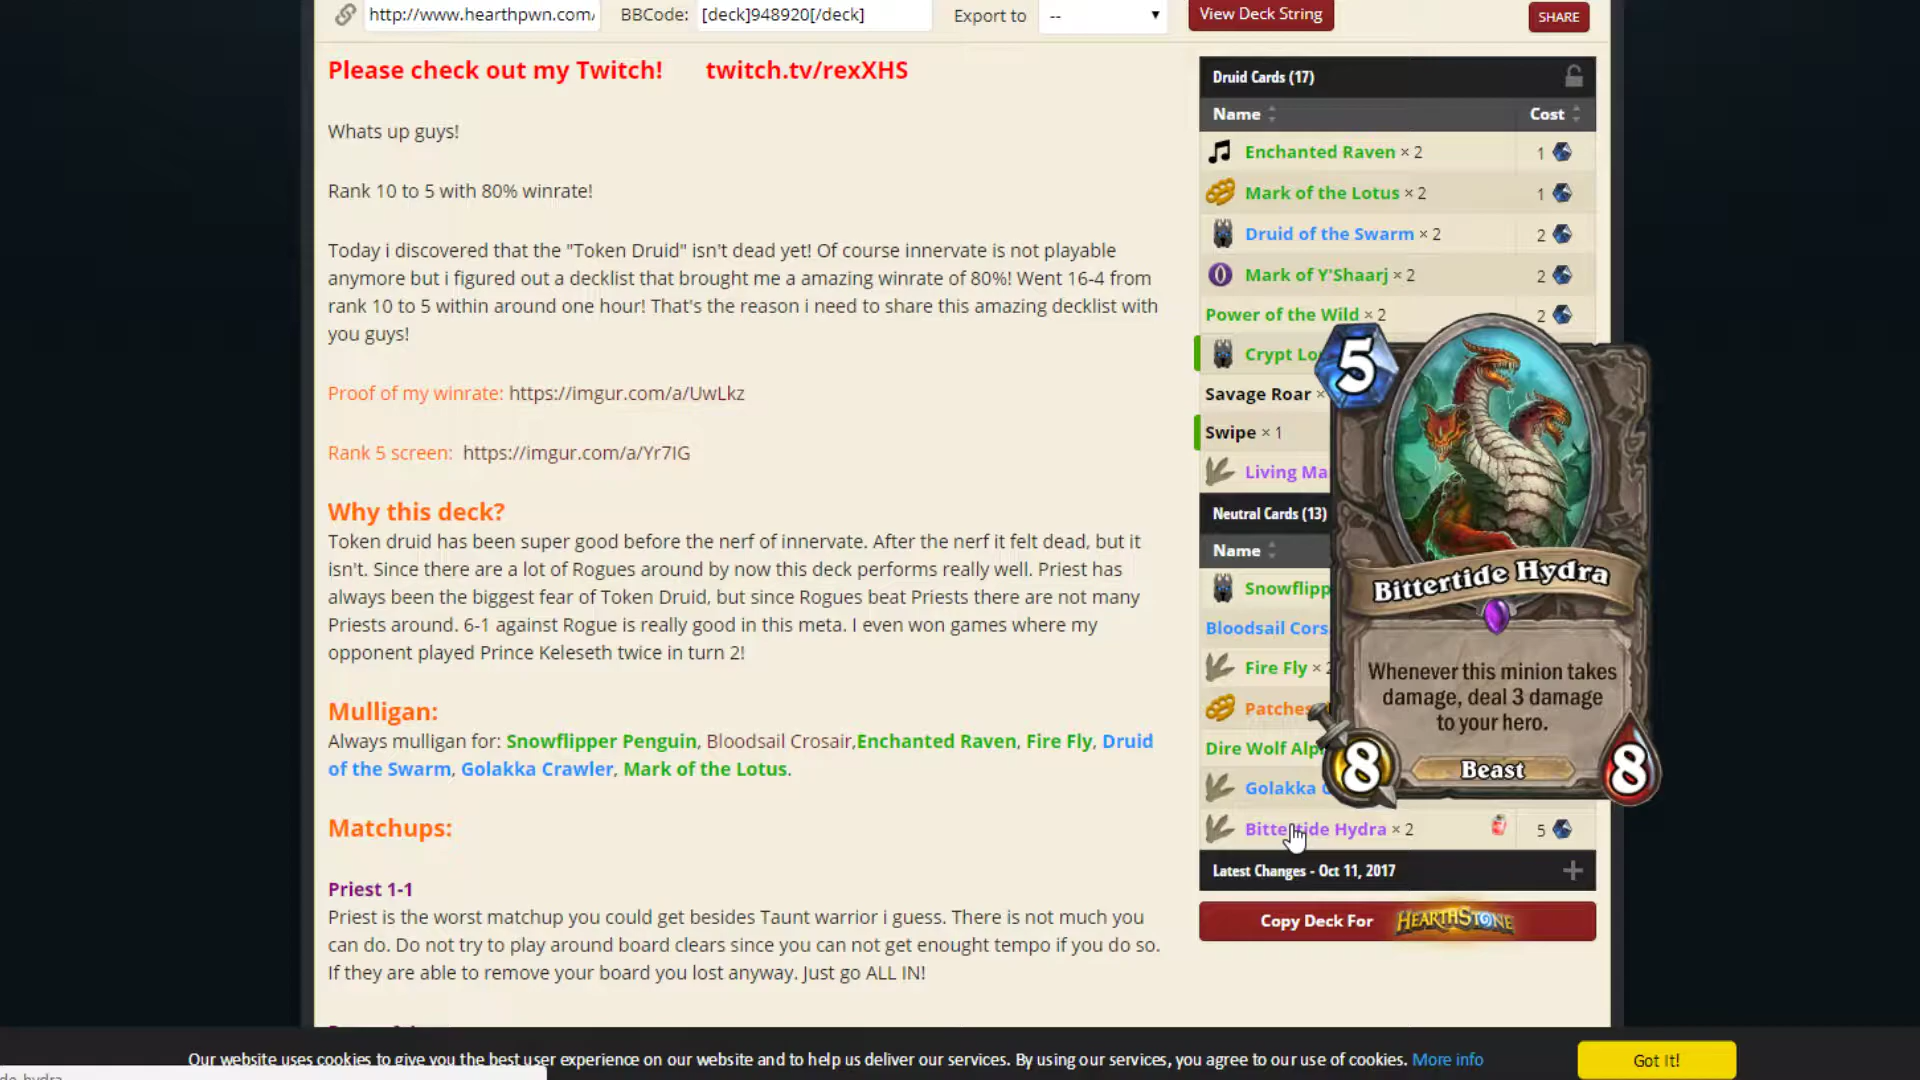 http://www.hearthpwn.com/ BBCode: [deck]948920[/deck] Export to -- View Deck String SHARE
Please check out my Twitch! twitch.tv/rexXHS
Whats up guys!
Rank 10 to 5 with 80% winrate!
Today i discovered that the "Token Druid" isn't dead yet! Of course innervate is not playable
anymore but i figured out a decklist that brought me a amazing winrate of 80%! Went 16-4 from
rank 10 to 5 within around one hour! That's the reason i need to share this amazing decklist with
you guys!
Proof of my winrate: https://imgur.com/a/UwLkz
Rank 5 screen: https://imgur.com/a/Yr7IG
Why this deck?
Token druid has been super good before the nerf of innervate. After the nerf it felt dead, but it
isn't. Since there are a lot of Rogues around by now this deck performs really well. Priest has
always been the biggest fear of Token Druid, but since Rogues beat Priests there are not many
Priests around. 6-1 against Rogue is really good in this meta. I even won games where my
opponent played Prince Keleseth twice in turn 2!
Mulligan:
Always mulligan for: Snowflipper Penguin, Bloodsail Crosair,Enchanted Raven, Fire Fly, Druid
of the Swarm, Golakka Crawler, Mark of the Lotus.
Matchups:
Priest 1-1
Priest is the worst matchup you could get besides Taunt warrior i guess. There is not much you
can do. Do not try to play around board clears since you can not get enought tempo if you do so.
If they are able to remove your board you lost anyway. Just go ALL IN!
Druid Cards (17)
Name Cost
Enchanted Raven × 2 1
Mark of the Lotus × 2 1
Druid of the Swarm × 2 2
Mark of Y'Shaarj × 2 2
Power of the Wild × 2 2
Crypt Lo
Savage Roar ×
Swipe × 1
Living Ma
Neutral Cards (13)
Name
Snowflipp
Bloodsail Cors
Fire Fly × 2
Patches
Dire Wolf Alp
Golakka C
Bittertide Hydra × 2 5
Latest Changes - Oct 11, 2017
Copy Deck For HEARTHSTONE
5
Bittertide Hydra
Whenever this minion takes
damage, deal 3 damage
to your hero.
8 Beast 8
Our website uses cookies to give you the best user experience on our website and to help us deliver our services. By using our services, you agree to our use of cookies. More info Got It!